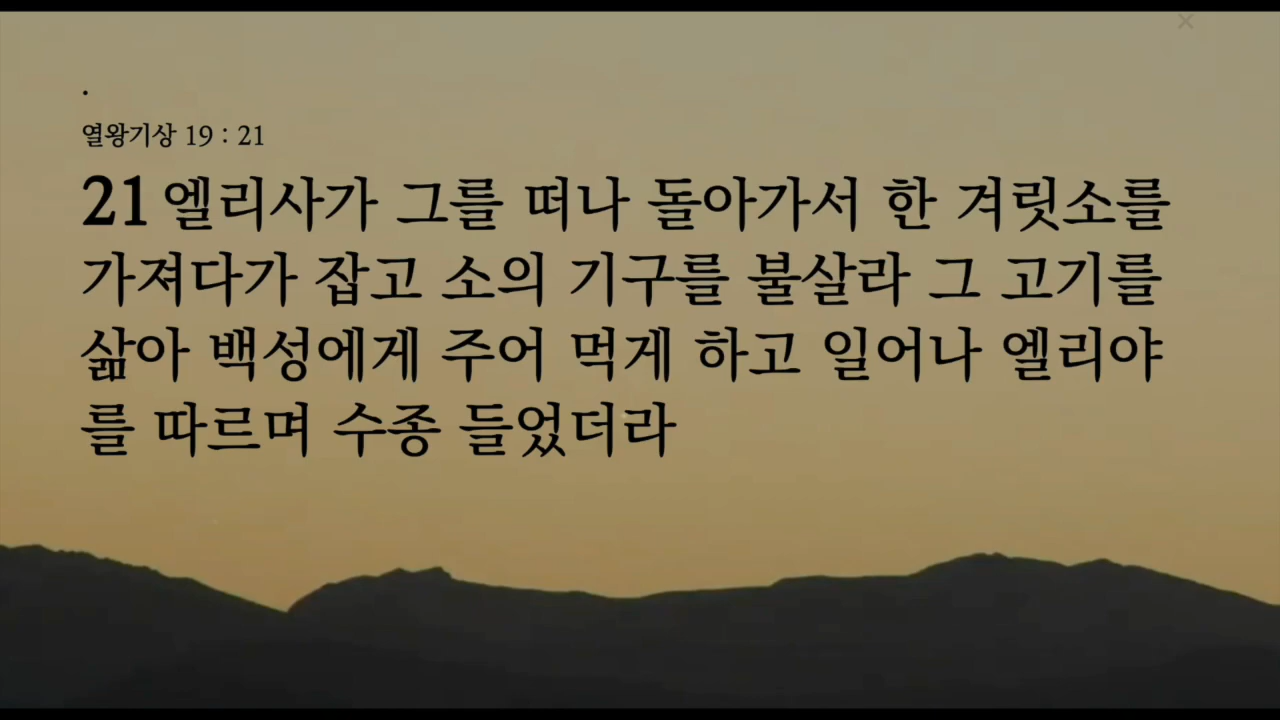 .
열왕기상 19 : 21
21 엘리사가 그를 떠나 돌아가서 한 겨릿소를
가져다가 잡고 소의 기구를 불살라 그 고기를
삶아 백성에게 주어 먹게 하고 일어나 엘리야
를 따르며 수종 들었더라